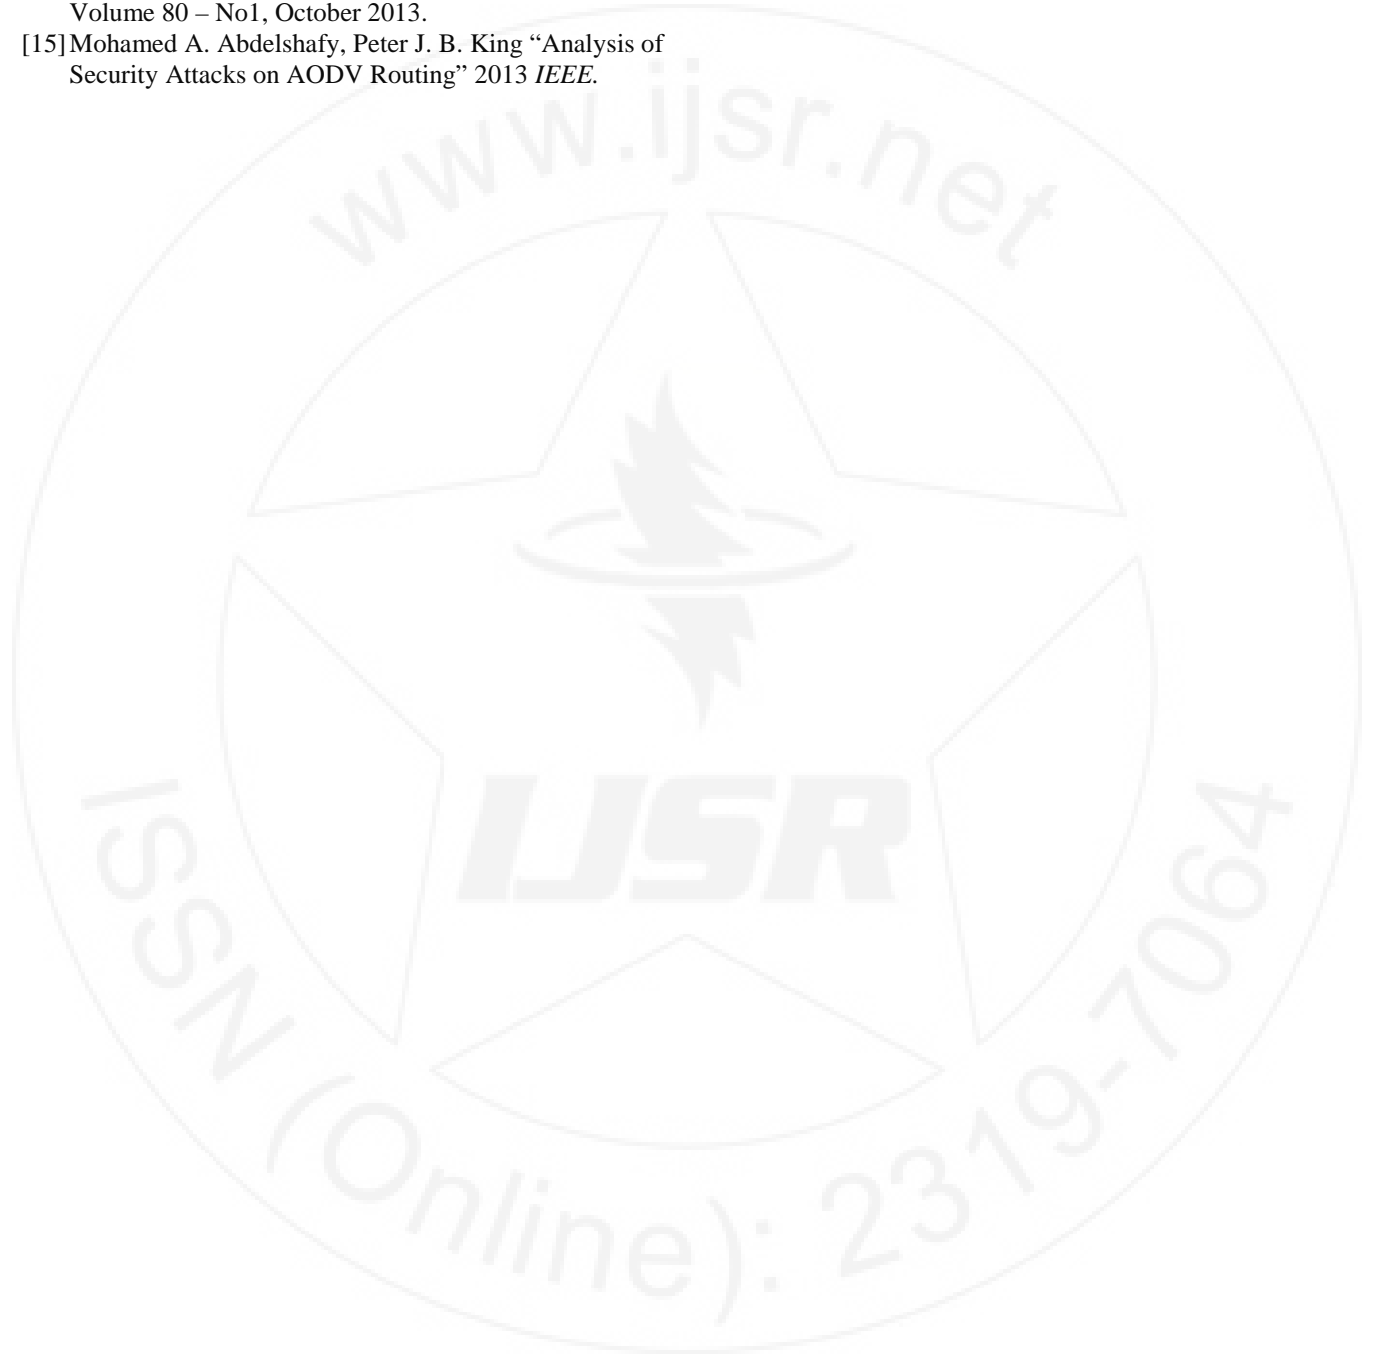 Volume 80 – No1, October 2013.
[15] Mohamed A. Abdelshafy, Peter J. B. King “Analysis of
Security Attacks on AODV Routing” 2013 IEEE.
www.ijsr.net
IJSR
ISSN (Online): 2319-7064